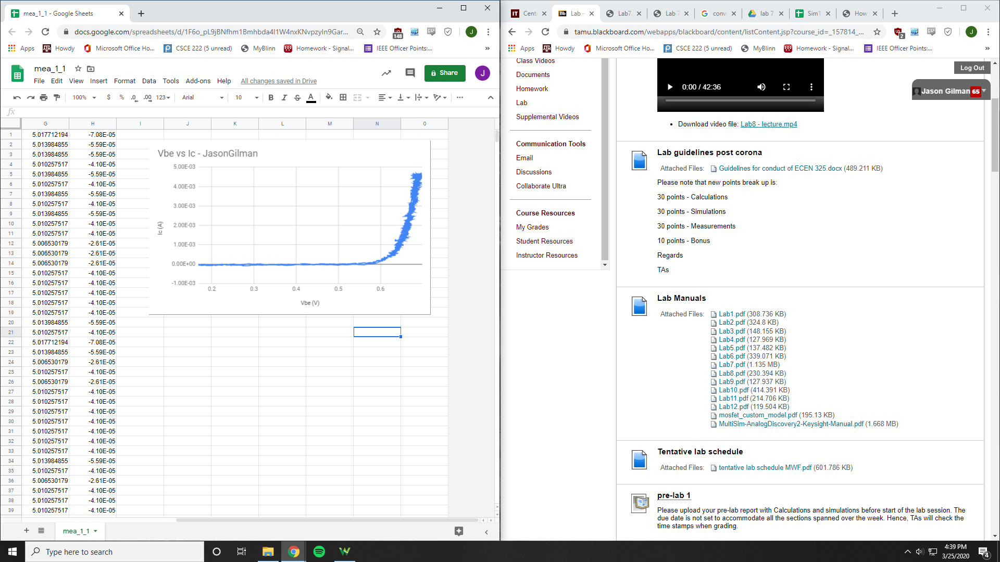 mea_1_1 - Google Sheets
docs.google.com/spreadsheets/d/1F6o_pL9jBNfhm1Bmhbda4I1W4nxKNvpzyIn9Gar...
148
J
Apps
Howdy
Microsoft Office Ho...
CSCE 222 (5 unread)
MyBlinn
Homework - Signal...
IEEE Officer Points:...
»
mea_1_1
Share
J
File Edit View Insert Format Data Tools Add-ons Help All changes saved in Drive
100% $ % .0 .00 123 Arial 10 B I S A
fx
G H I J K L M N O
1 5.017712194 -7.08E-05
2 5.013984855 -5.59E-05
3 5.013984855 -5.59E-05
4 5.010257517 -4.10E-05
5 5.013984855 -5.59E-05
6 5.010257517 -4.10E-05
7 5.013984855 -5.59E-05
8 5.010257517 -4.10E-05
9 5.013984855 -5.59E-05
10 5.010257517 -4.10E-05
11 5.010257517 -4.10E-05
12 5.006530179 -2.61E-05
13 5.006530179 -2.61E-05
14 5.006530179 -2.61E-05
15 5.010257517 -4.10E-05
16 5.010257517 -4.10E-05
17 5.010257517 -4.10E-05
18 5.010257517 -4.10E-05
19 5.010257517 -4.10E-05
20 5.013984855 -5.59E-05
21 5.010257517 -4.10E-05
22 5.017712194 -7.08E-05
23 5.013984855 -5.59E-05
24 5.006530179 -2.61E-05
25 5.010257517 -4.10E-05
26 5.006530179 -2.61E-05
27 5.010257517 -4.10E-05
28 5.010257517 -4.10E-05
29 5.010257517 -4.10E-05
30 5.010257517 -4.10E-05
31 5.010257517 -4.10E-05
32 5.010257517 -4.10E-05
33 5.010257517 -4.10E-05
34 5.013984855 -5.59E-05
35 5.010257517 -4.10E-05
36 5.006530179 -2.61E-05
37 5.010257517 -4.10E-05
38 5.010257517 -4.10E-05
39 5.010257517 -4.10E-05
Vbe vs Ic - JasonGilman
5.00E-03
4.00E-03
3.00E-03
2.00E-03
1.00E-03
0.00E+00
-1.00E-03
Ic (A)
0.2 0.3 0.4 0.5 0.6
Vbe (V)
mea_1_1
IT Cent
Bb Lab -
Lab7.
Lab 7
conv
lab 7
Sim1
How
tamu.blackboard.com/webapps/blackboard/content/listContent.jsp?course_id=_157814_...
2
J
Apps
Howdy
Microsoft Office Ho...
CSCE 222 (5 unread)
MyBlinn
Homework - Signal...
IEEE Officer Points:...
»
Log Out
Jason Gilman 65
Class Videos
Documents
Homework
Lab
Supplemental Videos
Communication Tools
Email
Discussions
Collaborate Ultra
Course Resources
My Grades
Student Resources
Instructor Resources
0:00 / 42:36
Download video file: Lab8 - lecture.mp4
Lab guidelines post corona
Attached Files: Guidelines for conduct of ECEN 325.docx (489.211 KB)
Please note that new points break up is:
30 points - Calculations
30 points - Simulations
30 points - Measurements
10 points - Bonus
Regards
TAs
Lab Manuals
Attached Files: Lab1.pdf (308.736 KB)
Lab2.pdf (324.8 KB)
Lab3.pdf (148.155 KB)
Lab4.pdf (127.969 KB)
Lab5.pdf (137.482 KB)
Lab6.pdf (339.071 KB)
Lab7.pdf (1.135 MB)
Lab8.pdf (230.394 KB)
Lab9.pdf (127.937 KB)
Lab10.pdf (414.391 KB)
Lab11.pdf (214.706 KB)
Lab12.pdf (119.504 KB)
mosfet_custom_model.pdf (195.13 KB)
MultiSim-AnalogDiscovery2-Keysight-Manual.pdf (1.668 MB)
Tentative lab schedule
Attached Files: tentative lab schedule MWF.pdf (601.786 KB)
pre-lab 1
Please upload your pre-lab report with Calculations and simulations before start of the lab session. The
due date is not set to accommodate all the sections spanned over the week. Hence, TAs will check the
time stamps when grading.
Type here to search
4:39 PM
3/25/2020
4